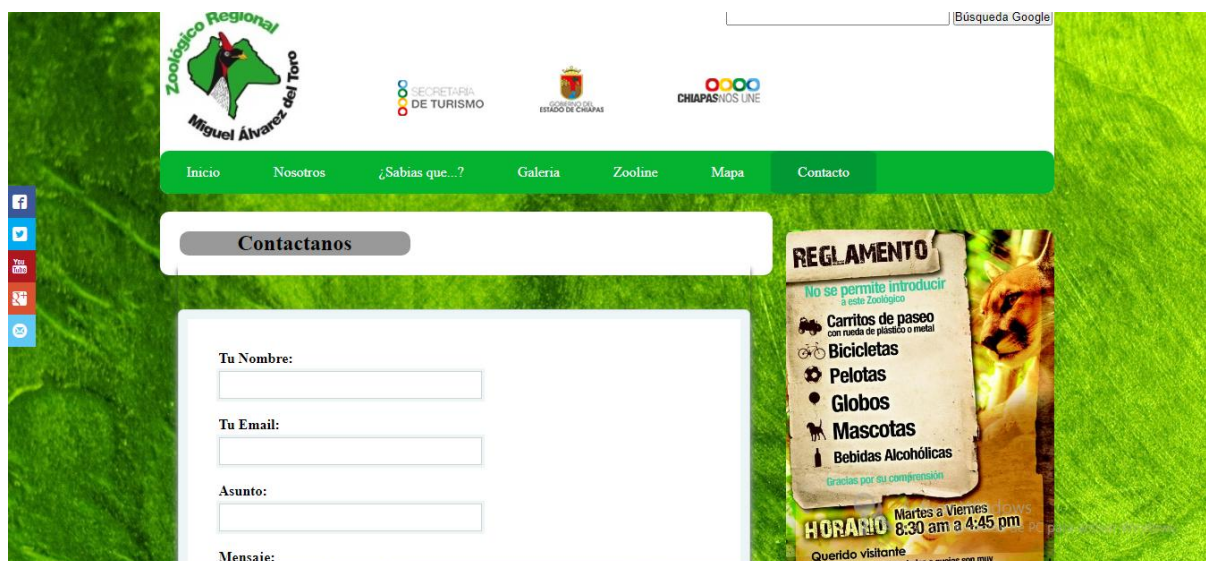 Búsqueda Google
Zoológico Regional
Miguel Álvarez del Toro
SECRETARIA
DE TURISMO
GOBIERNO DEL
ESTADO DE CHIAPAS
CHIAPASNOS UNE
Inicio Nosotros ¿Sabias que...? Galeria Zooline Mapa Contacto
You
Tube
Contactanos
Tu Nombre:
Tu Email:
Asunto:
Mensaje:
REGLAMENTO
No se permite introducir
a este Zoológico
Carritos de paseo
con rueda de plástico o metal
Bicicletas
Pelotas
Globos
Mascotas
Bebidas Alcohólicas
Gracias por su comprensión
HORARIO Martes a Viernes
8:30 am a 4:45 pm
Querido visitante